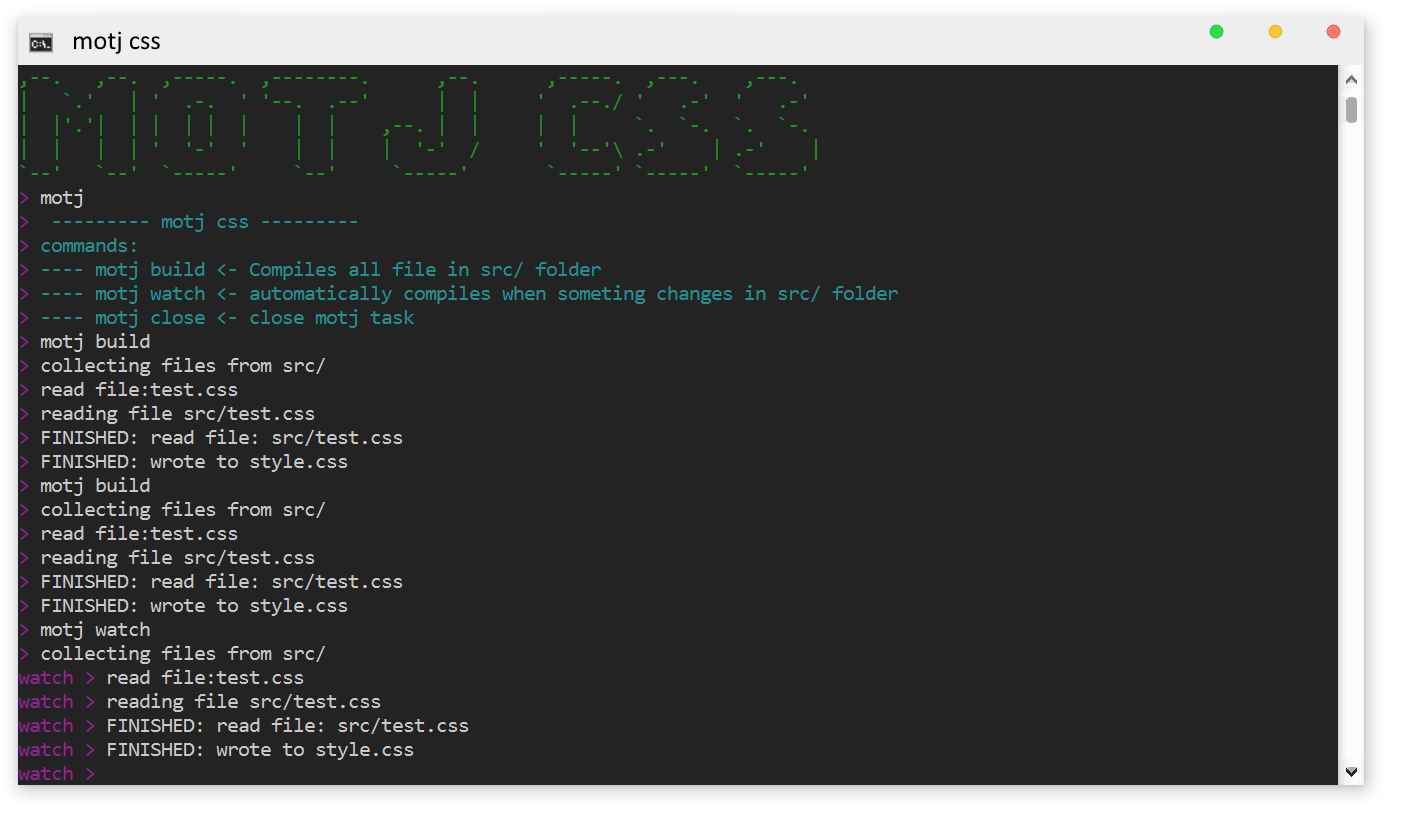 C:\_ motj css
MOTJ CSS
> motj
>  --------- motj css ---------
> commands:
> ---- motj build <- Compiles all file in src/ folder
> ---- motj watch <- automatically compiles when someting changes in src/ folder
> ---- motj close <- close motj task
> motj build
> collecting files from src/
> read file:test.css
> reading file src/test.css
> FINISHED: read file: src/test.css
> FINISHED: wrote to style.css
> motj build
> collecting files from src/
> read file:test.css
> reading file src/test.css
> FINISHED: read file: src/test.css
> FINISHED: wrote to style.css
> motj watch
> collecting files from src/
watch > read file:test.css
watch > reading file src/test.css
watch > FINISHED: read file: src/test.css
watch > FINISHED: wrote to style.css
watch >